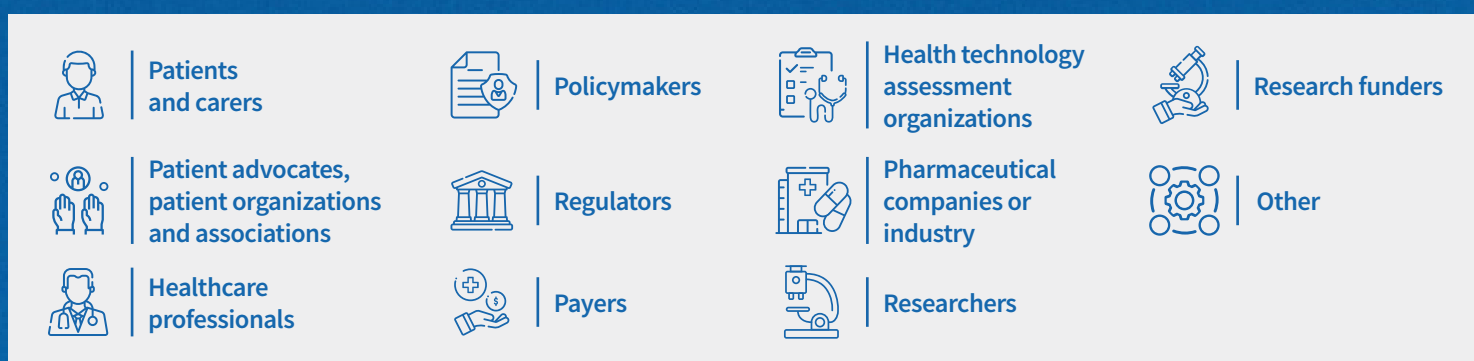 Patients
and carers
Patient advocates,
patient organizations
and associations
Healthcare
professionals
Policymakers
Regulators
Payers
Health technology
assessment
organizations
Pharmaceutical
companies or
industry
Researchers
Research funders
Other